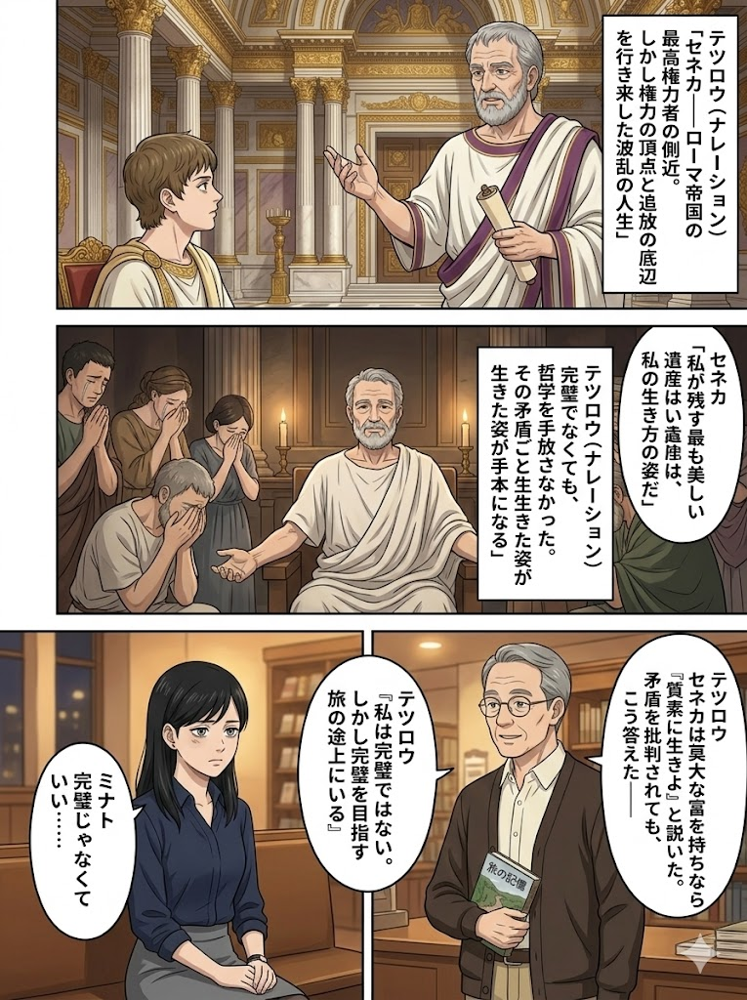 テツロウ（ナレーション）
「セネカ――ローマ帝国の
最高権力者の側近。
しかし権力の頂点と追放の底辺
を行き来した波乱の人生」
セネカ
「私が残す最も美しい
遺産はい遺産は、
私の生き方の姿だ」
テツロウ（ナレーション）
完璧でなくても、
哲学を手放さなかった。
その矛盾ごと生生きた姿が
生きた姿が手本になる」
テツロウ
セネカは莫大な富を持ちなら
『質素に生きよ』と説いた。
矛盾を批判されても、
こう答えた――
旅の記憶
テツロウ
『私は完璧ではない。
しかし完璧を目指す
旅の途上にいる』
ミナト
完璧じゃなくて
いい……